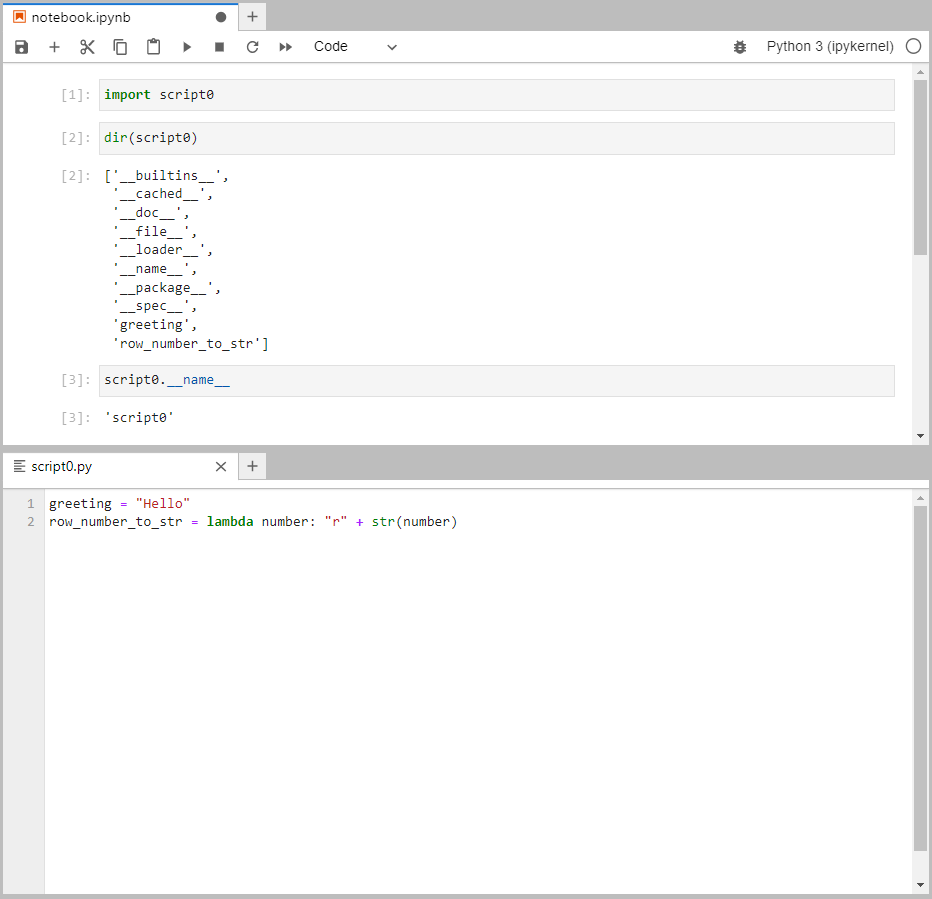 notebook.ipynb
Code Python 3 (ipykernel)
[1]: import script0
[2]: dir(script0)
[2]: ['__builtins__',
'__cached__',
'__doc__',
'__file__',
'__loader__',
'__name__',
'__package__',
'__spec__',
'greeting',
'row_number_to_str']
[3]: script0.__name__
[3]: 'script0'
script0.py
1 greeting = "Hello"
2 row_number_to_str = lambda number: "r" + str(number)